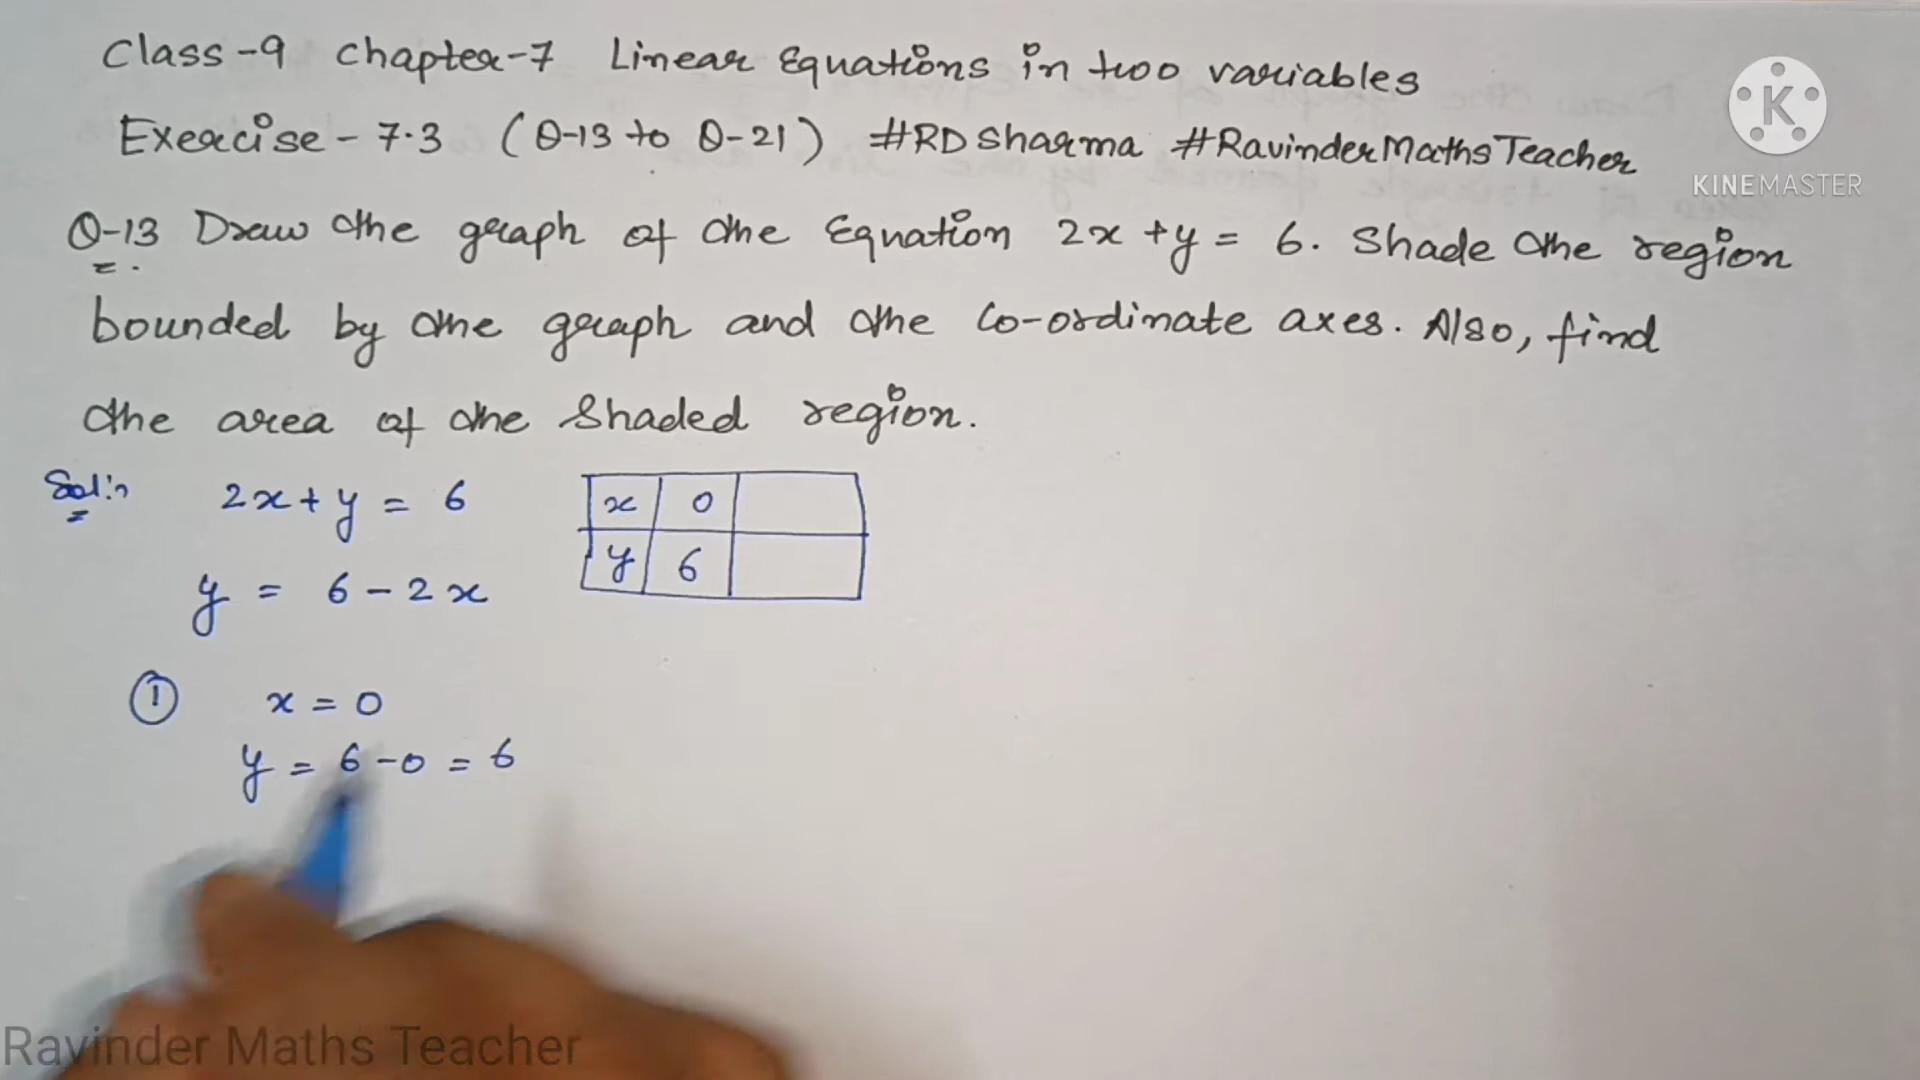 Class-9 Chapter-7 Linear Equations in two variables
Exercise-7.3 (Q-13 to Q-21) #RDSharma #RavinderMathsTeacher
K
KINEMASTER
Q-13 Draw the graph of the Equation 2x+y = 6. Shade the region
bounded by the graph and the Co-ordinate axes. Also, find
the area of the Shaded region.
Sol:n 2x+y = 6
x 0
y = 6-2x
y 6
① x = 0
y = 6-0 = 6
Ravinder Maths Teacher